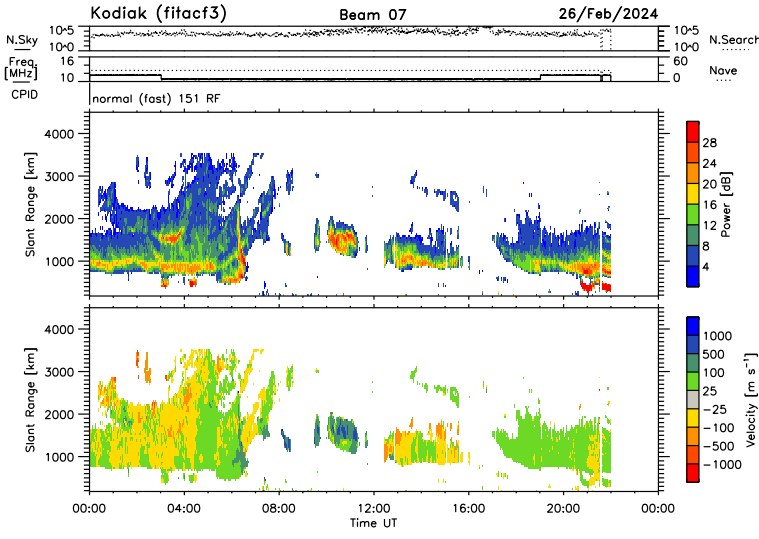 Kodiak (fitacf3) Beam 07 26/Feb/2024
N.Sky 10^5 10^0 10^5 10^0 N.Search
Freq. [MHz] 16 10 60 0 Nave
CPID normal (fast) 151 RF
Slant Range [km] 4000 3000 2000 1000
28 24 20 16 12 8 4 Power [dB]
Slant Range [km] 4000 3000 2000 1000
1000 500 100 25 −25 −100 −500 −1000 Velocity [m s⁻¹]
00:00 04:00 08:00 12:00 16:00 20:00 00:00
Time UT